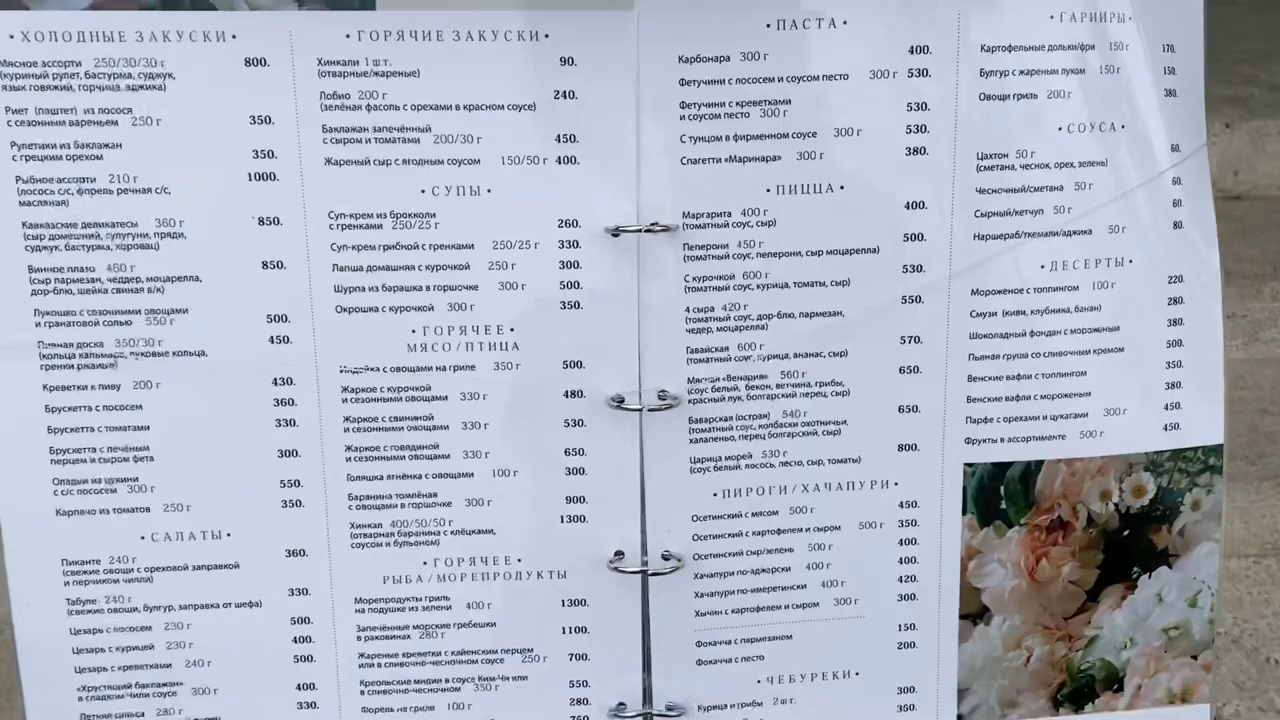 • ХОЛОДНЫЕ ЗАКУСКИ •
Мясное ассорти 250/30/30 г 800.
(куриный рулет, бастурма, суджук,
язык говяжий, горчица, аджика)
Риет (паштет) из лосося
с сезонным вареньем 250 г 350.
Рулетики из баклажан
с грецким орехом 350.
Рыбное ассорти 210 г 1000.
(лосось с/с, форель речная с/с,
масляная)
Кавказские деликатесы 360 г 850.
(сыр домашний, сулугуни, пряди,
суджук, бастурма, хоровац)
Винное плазо 460 г 850.
(сыр пармезан, чеддер, моцарелла,
дор-блю, шейка свиная в/к)
Лукошко с сезонными овощами
и гранатовой солью 550 г 500.
Пивная доска 350/30 г 450.
(кольца кальмара, луковые кольца,
гренки ржаные)
Креветки к пиву 200 г 430.
Брускетта с лососем 360.
Брускетта с томатами 330.
Брускетта с печёным
перцем и сыром фета 300.
Оладьи из цукини
с с/с лососем 300 г 550.
Карпачо из томатов 250 г 350.
• САЛАТЫ •
Пиканте 240 г 360.
(свежие овощи с ореховой заправкой
и перчиком чилли)
Табуле 240 г 330.
(свежие овощи, булгур, заправка от шефа)
Цезарь с лососем 230 г 500.
Цезарь с курицей 230 г 400.
Цезарь с креветками 240 г 500.
«Хрустящий баклажан»
в сладком Чили соусе 300 г 400.
280 г 330.
• ГОРЯЧИЕ ЗАКУСКИ •
Хинкали 1 шт. 90.
(отварные/жареные)
Лобио 200 г 240.
(зелёная фасоль с орехами в красном соусе)
Баклажан запечённый
с сыром и томатами 200/30 г 450.
Жареный сыр с ягодным соусом 150/50 г 400.
• СУПЫ •
Суп-крем из брокколи
с гренками 250/25 г 260.
Суп-крем грибной с гренками 250/25 г 330.
Лапша домашняя с курочкой 250 г 300.
Шурпа из барашка в горшочке 300 г 500.
Окрошка с курочкой 300 г 350.
• ГОРЯЧЕЕ •
МЯСО/ПТИЦА
Индейка с овощами на гриле 350 г 500.
Жаркое с курочкой
и сезонными овощами 330 г 480.
Жаркое с свининой
и сезонными овощами 330 г 530.
Жаркое с говядиной
и сезонными овощами 330 г 650.
Голяшка ягнёнка с овощами 100 г 300.
Баранина томлёная
с овощами в горшочке 300 г 900.
Хинкал 400/50/50 г 1300.
(отварная баранина с клёцками,
соусом и бульоном)
• ГОРЯЧЕЕ •
РЫБА/МОРЕПРОДУКТЫ
Морепродукты гриль
на подушке из зелени 400 г 1300.
Запечённые морские гребешки
в раковинах 280 г 1100.
Жареные креветки с кайенским перцем
или в сливочно-чесночном соусе 250 г 700.
Креольские мидии в соусе Ким-Чи или
в сливочно-чесночном 350 г 550.
Форель на гриле 100 г 280.
• ПАСТА •
Карбонара 300 г 400.
Фетучини с лососем и соусом песто 300 г 530.
Фетучини с креветками
и соусом песто 300 г 530.
С тунцом в фирменном соусе 300 г 530.
Спагетти «Маринара» 300 г 380.
• ПИЦЦА •
Маргарита 400 г 400.
(томатный соус, сыр)
Пеперони 450 г 500.
(томатный соус, пеперони, сыр моцарелла)
С курочкой 600 г 530.
(томатный соус, курица, томаты, сыр)
4 сыра 420 г 550.
(томатный соус, дор-блю, пармезан,
чедер, моцарелла)
Гавайская 600 г 570.
(томатный соус, курица, ананас, сыр)
Мясная «Венария» 560 г 650.
(соус белый, бекон, ветчина, грибы,
красный лук, болгарский перец, сыр)
Баварская (острая) 540 г 650.
(томатный соус, колбаски охотничьи,
халапеньо, перец болгарский, сыр)
Царица морей 530 г 800.
(соус белый, лосось, песто, сыр, томаты)
• ПИРОГИ/ХАЧАПУРИ •
Осетинский с мясом 500 г 450.
Осетинский с картофелем и сыром 500 г 350.
Осетинский сыр/зелень 500 г 400.
Хачапури по-аджарски 400 г 400.
Хачапури по-имеретински 400 г 420.
Хычин с картофелем и сыром 300 г 300.
Фокачча с пармезаном 150.
Фокачча с песто 200.
• ЧЕБУРЕКИ •
Курица и грибы 2 шт. 300.
350.
• ГАРНИРЫ •
Картофельные дольки/фри 150 г 170.
Булгур с жареным луком 150 г 150.
Овощи гриль 200 г 380.
• СОУСА •
Цахтон 50 г 60.
(сметана, чеснок, орех, зелень)
Чесночный/сметана 50 г 60.
Сырный/кетчуп 50 г 60.
Наршераб/ткемали/аджика 50 г 80.
• ДЕСЕРТЫ •
Мороженое с топпингом 100 г 220.
Смузи (киви, клубника, банан) 280.
Шоколадный фондан с мороженым 380.
Пьяная груша со сливочным кремом 500.
Венские вафли с топпингом 350.
Венские вафли с мороженым 380.
Парфе с орехами и цукатами 300 г 450.
Фрукты в ассортименте 500 г 450.